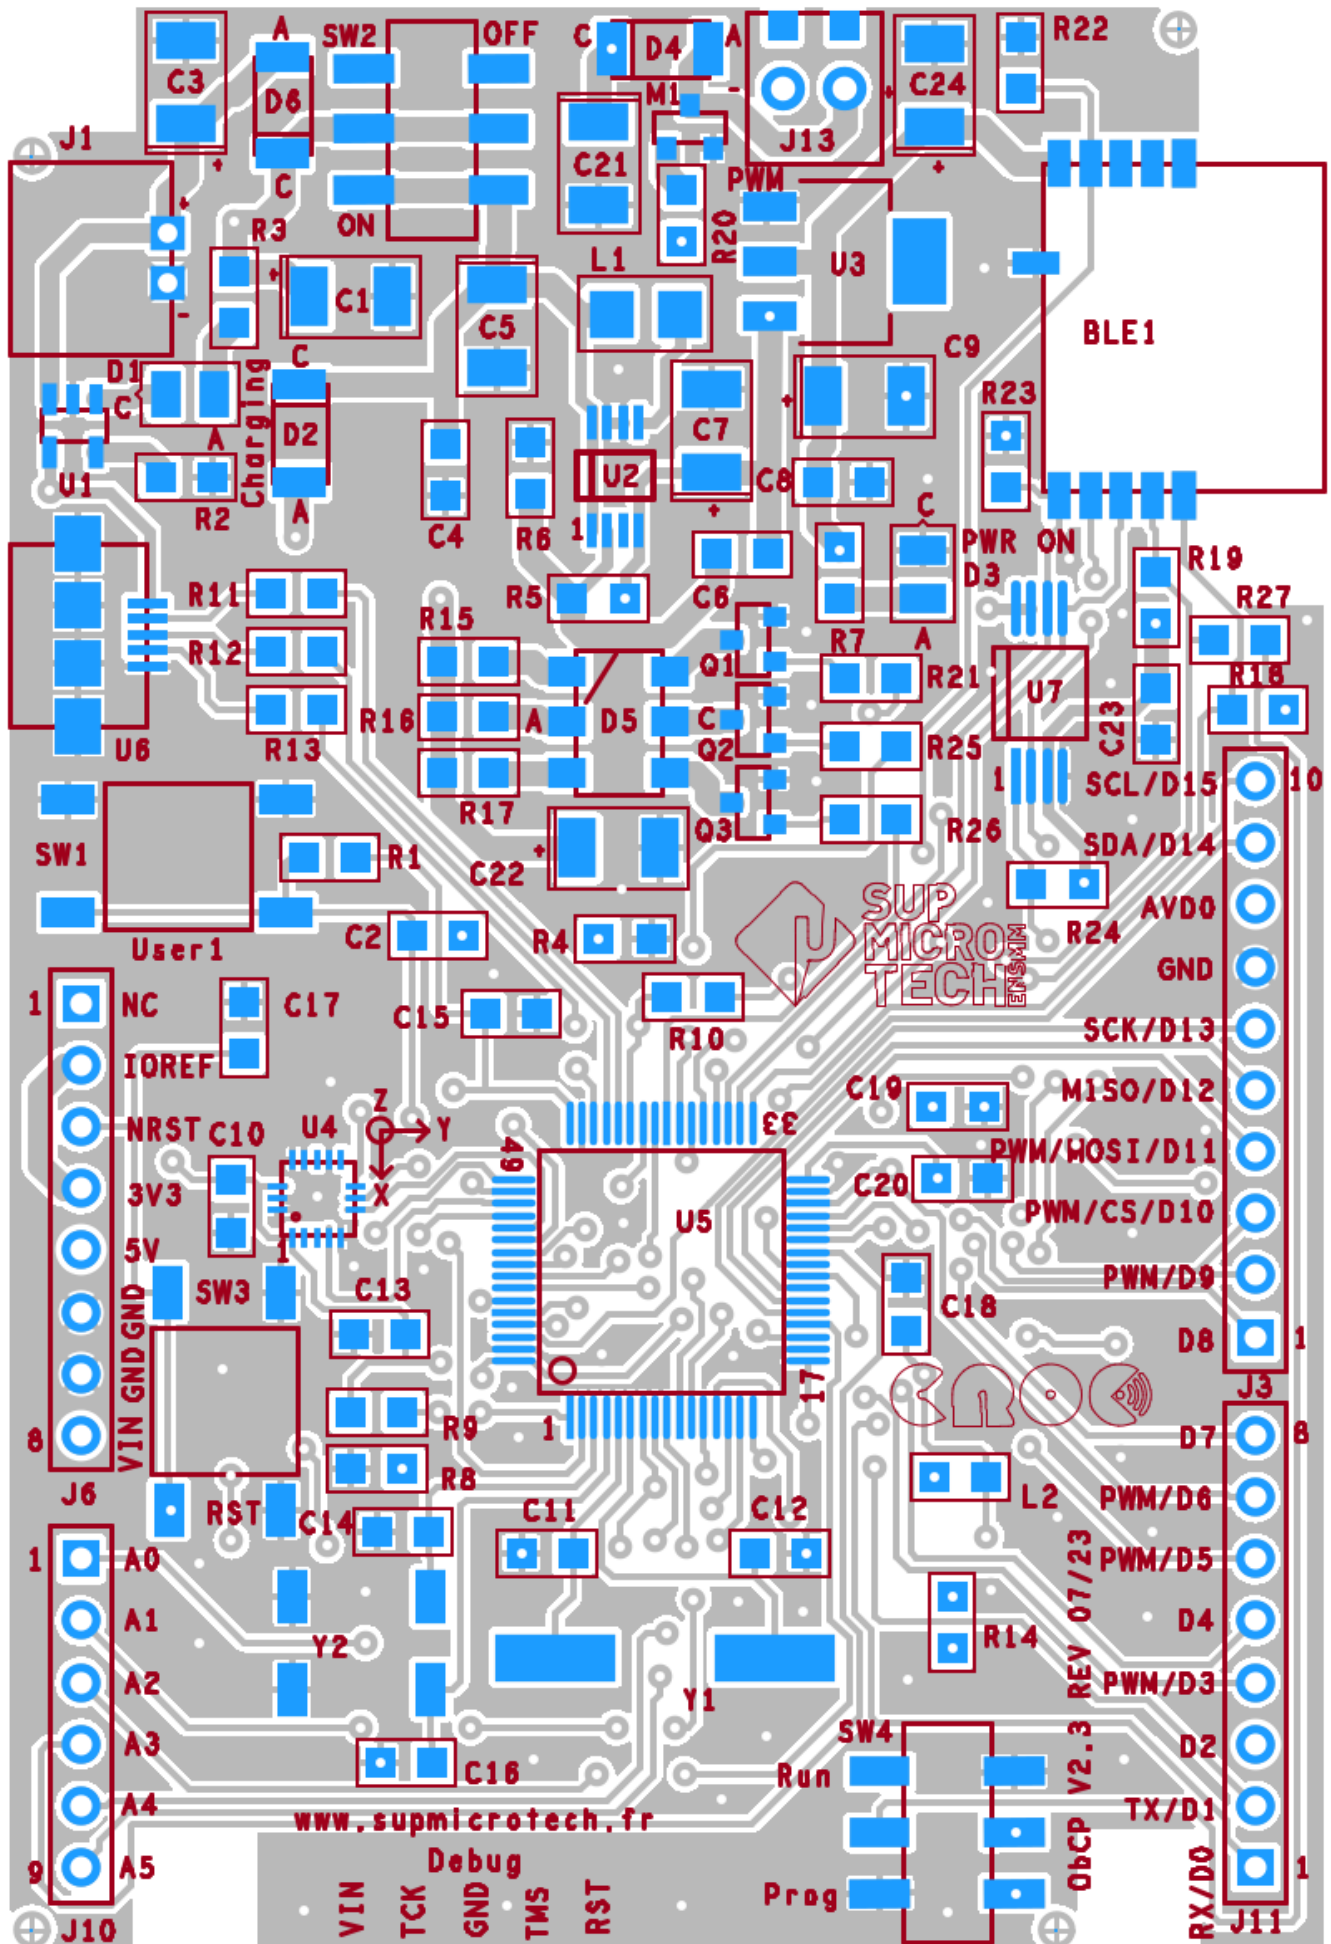 A
SW2
OFF
C
D4
A
R22
C3
D6
M1
-
C24
+
J13
J1
+
C
C21
PWM
+
+
ON
R3
R20
L1
U3
+
C1
C5
-
BLE1
C9
D1
C
C
Charging
R23
+
A
D2
C7
U1
R2
A
C4
R6
U2
1
C8
+
C
PWR ON
D3
R19
R11
R5
C6
R27
R15
R12
Q1
R7
A
R21
U7
R18
R16
A
D5
C
C23
U6
R13
Q2
R25
1
SCL/D15
10
R17
Q3
R26
SW1
R1
+
C22
SDA/D14
SUP
MICRO
TECH
ENSMM
AVD0
User1
C2
R4
R24
GND
1
NC
C17
C15
R10
SCK/D13
IOREF
C19
MISO/D12
NRST
C10
U4
Z
Y
X
33
49
PWM/MOSI/D11
3V3
C20
U5
PWM/CS/D10
5V
1
SW3
C13
PWM/D9
GND
C18
D8
1
GND
17
J3
VIN
8
R9
1
D7
8
J6
R8
L2
PWM/D6
RST
C14
C11
C12
1
A0
PWM/D5
A1
Y2
R14
D4
A2
Y1
PWM/D3
A3
SW4
D2
C16
Run
A4
www.supmicrotech.fr
TX/D1
ObCP V2.3 REV 07/23
9
A5
Debug
Prog
RX/D0
1
VIN
TCK
GND
TMS
RST
J10
J11